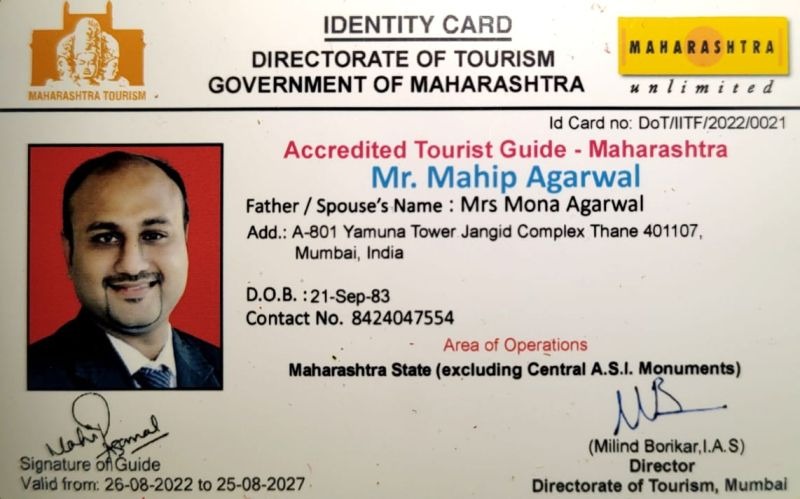 IDENTITY CARD
DIRECTORATE OF TOURISM
GOVERNMENT OF MAHARASHTRA
MAHARASHTRA TOURISM
MAHARASHTRA
unlimited
Id Card no: DoT/IITF/2022/0021
Accredited Tourist Guide - Maharashtra
Mr. Mahip Agarwal
Father / Spouse's Name : Mrs Mona Agarwal
Add.: A-801 Yamuna Tower Jangid Complex Thane 401107,
Mumbai, India
D.O.B. : 21-Sep-83
Contact No. 8424047554
Area of Operations
Maharashtra State (excluding Central A.S.I. Monuments)
Mahip
Agarwal
MB
Signature of Guide
Valid from: 26-08-2022 to 25-08-2027
(Milind Borikar,I.A.S)
Director
Directorate of Tourism, Mumbai